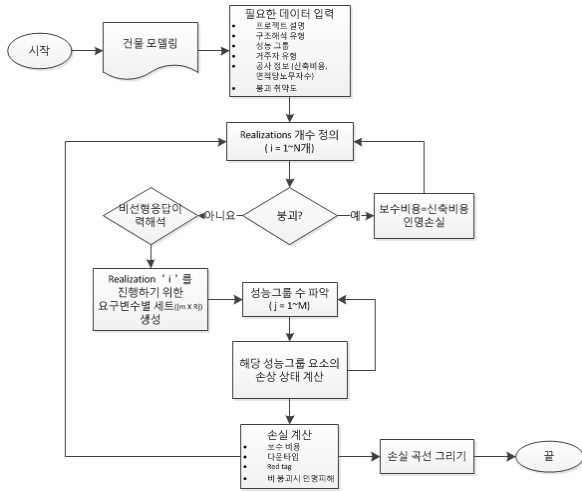 시작
건물 모델링
필요한 데이터 입력
프로젝트 설명
구조해석 유형
성능 그룹
거주자 유형
공사 정보 (신축비용,
면적당노무자수)
붕괴 취약도
Realizations 개수 정의
( i = 1~N개)
비선형응답이
력해석
아니요
붕괴?
예
보수비용=신축비용
인명손실
Realization ‘ i ‘ 를
진행하기 위한
요구변수별 세트([m X R])
생성
성능그룹 수 파악
( j = 1~M)
해당 성능그룹 요소의
손상 상태 계산
손실 계산
보수 비용
다운타임
Red tag
비 붕괴시 인명피해
손실 곡선 그리기
끝